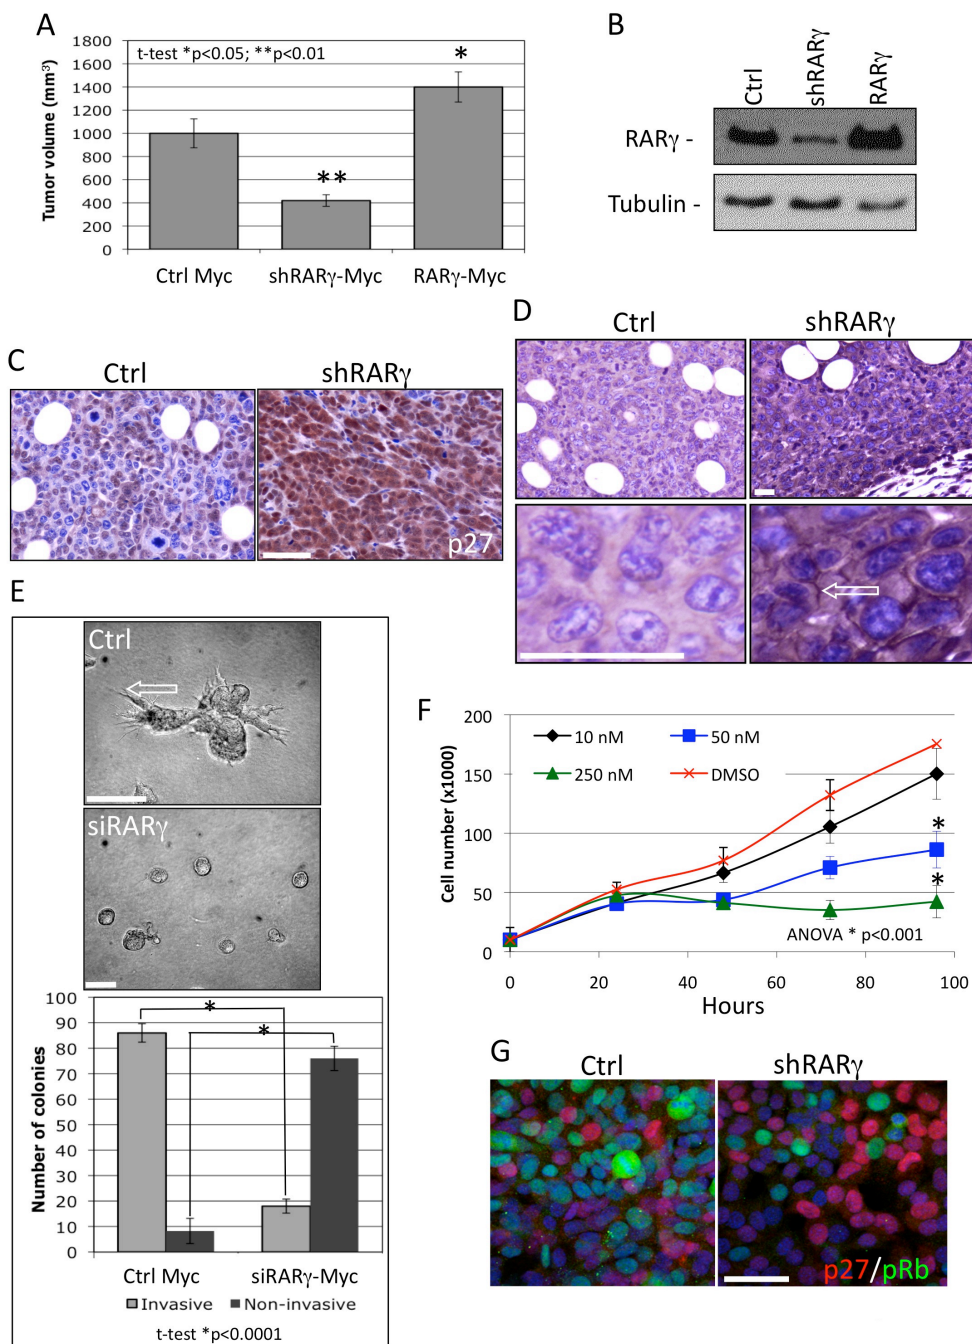 A
Tumor volume (mm³)
1800
1600
1400
1200
1000
800
600
400
200
0
t-test *p<0.05; **p<0.01
**
*
Ctrl Myc shRARγ-Myc RARγ-Myc
B
Ctrl shRARγ RARγ
RARγ -
Tubulin -
C
Ctrl shRARγ
p27
D
Ctrl shRARγ
E
Ctrl
siRARγ
Number of colonies
100
90
80
70
60
50
40
30
20
10
0
*
*
Ctrl Myc siRARγ-Myc
Invasive Non-invasive
t-test *p<0.0001
F
Cell number (x1000)
200
150
100
50
0
10 nM 50 nM
250 nM DMSO
*
*
ANOVA * p<0.001
0 20 40 60 80 100
Hours
G
Ctrl shRARγ
p27/pRb